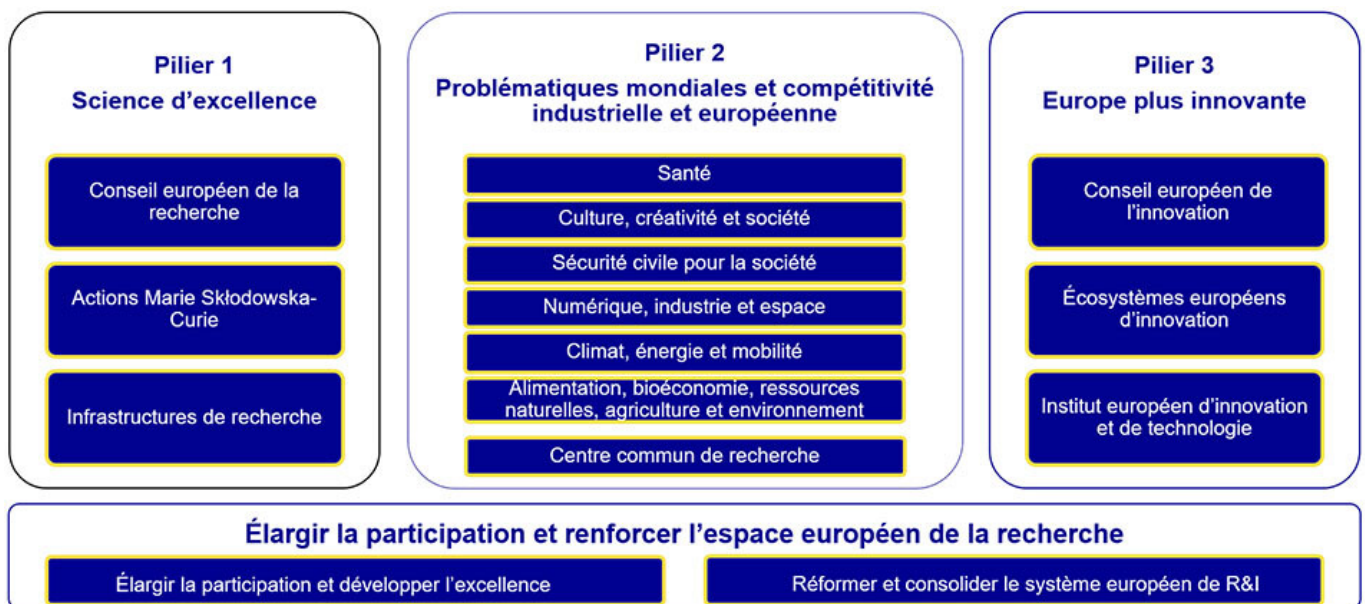 Pilier 1
Science d’excellence
Conseil européen de la
recherche
Actions Marie Skłodowska-
Curie
Infrastructures de recherche
Pilier 2
Problématiques mondiales et compétitivité
industrielle et européenne
Santé
Culture, créativité et société
Sécurité civile pour la société
Numérique, industrie et espace
Climat, énergie et mobilité
Alimentation, bioéconomie, ressources
naturelles, agriculture et environnement
Centre commun de recherche
Pilier 3
Europe plus innovante
Conseil européen de
l’innovation
Écosystèmes européens
d’innovation
Institut européen d’innovation
et de technologie
Élargir la participation et renforcer l’espace européen de la recherche
Élargir la participation et développer l’excellence
Réformer et consolider le système européen de R&I